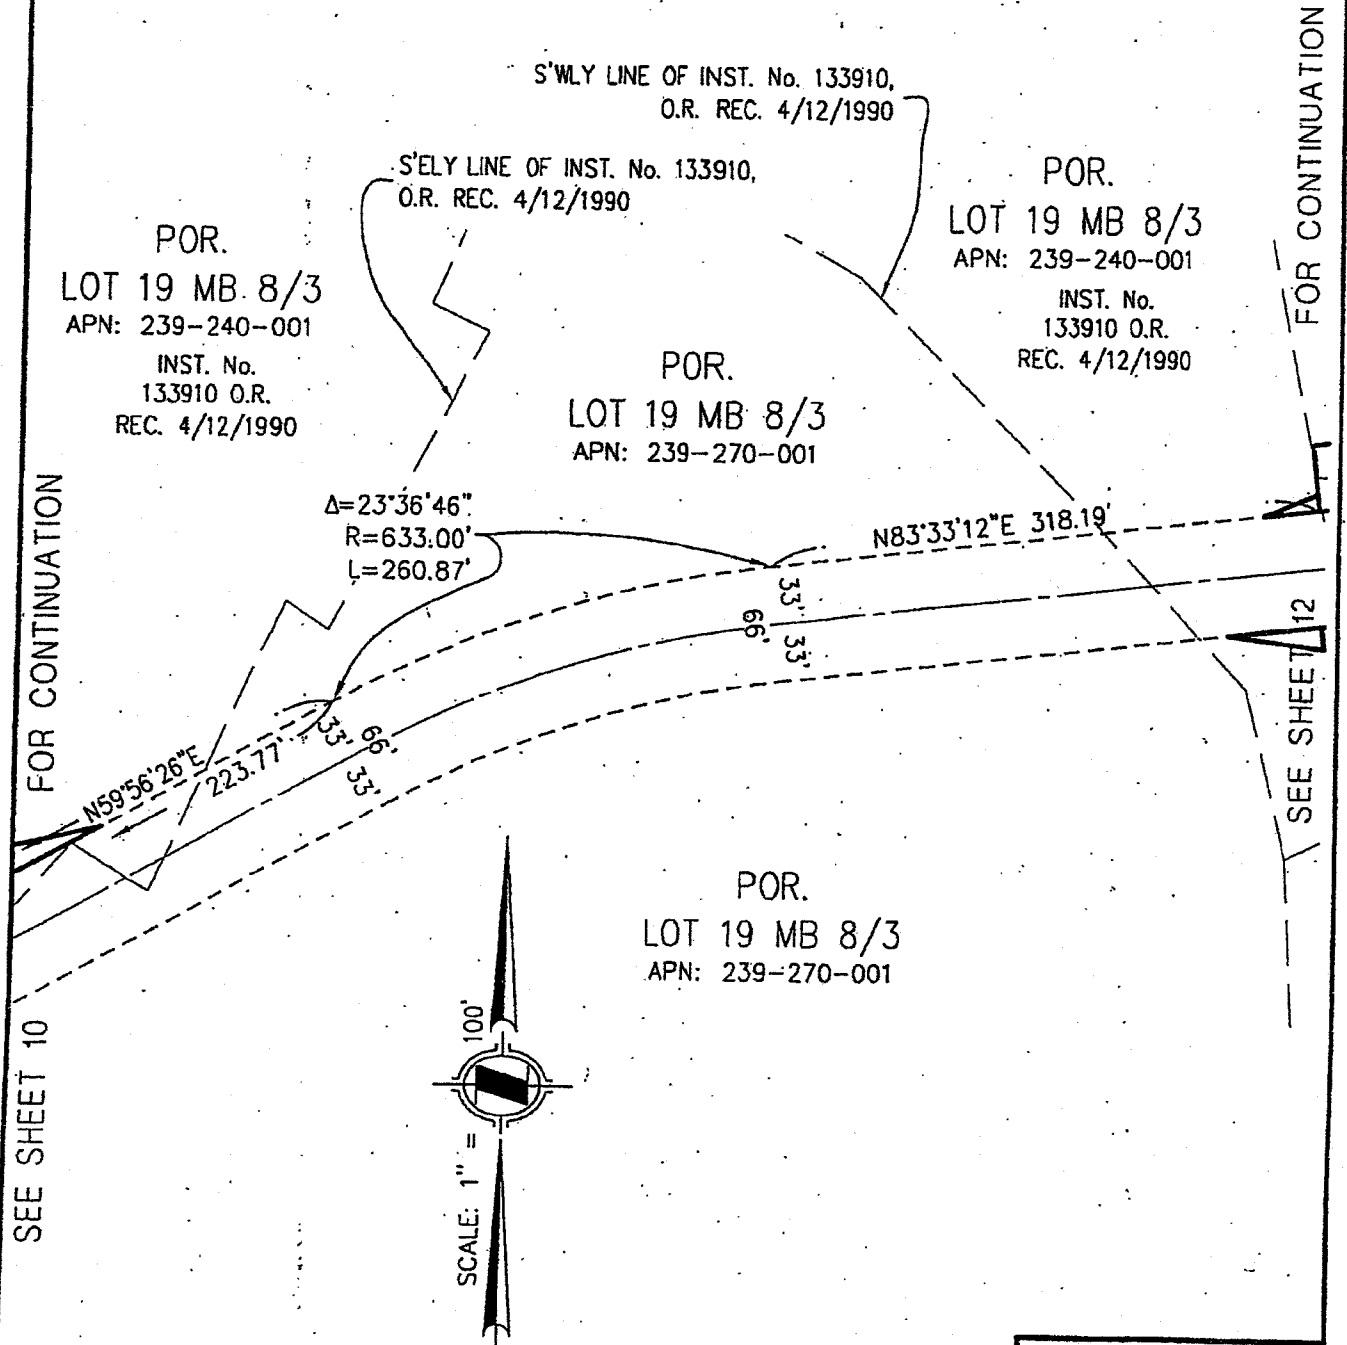 S'WLY LINE OF INST. No. 133910,
O.R. REC. 4/12/1990
S'ELY LINE OF INST. No. 133910,
O.R. REC. 4/12/1990
POR.
LOT 19 MB 8/3
APN: 239-240-001
INST. No.
133910 O.R.
REC. 4/12/1990
POR.
LOT 19 MB 8/3
APN: 239-240-001
INST. No.
133910 O.R.
REC. 4/12/1990
POR.
LOT 19 MB 8/3
APN: 239-270-001
Δ=23°36'46"
R=633.00'
L=260.87'
N83°33'12"E 318.19'
33'
66'
33'
N59°56'26"E
223.77'
33'
66'
33'
POR.
LOT 19 MB 8/3
APN: 239-270-001
SCALE: 1" = 100'
FOR CONTINUATION
SEE SHEET 10
FOR CONTINUATION
SEE SHEET 12